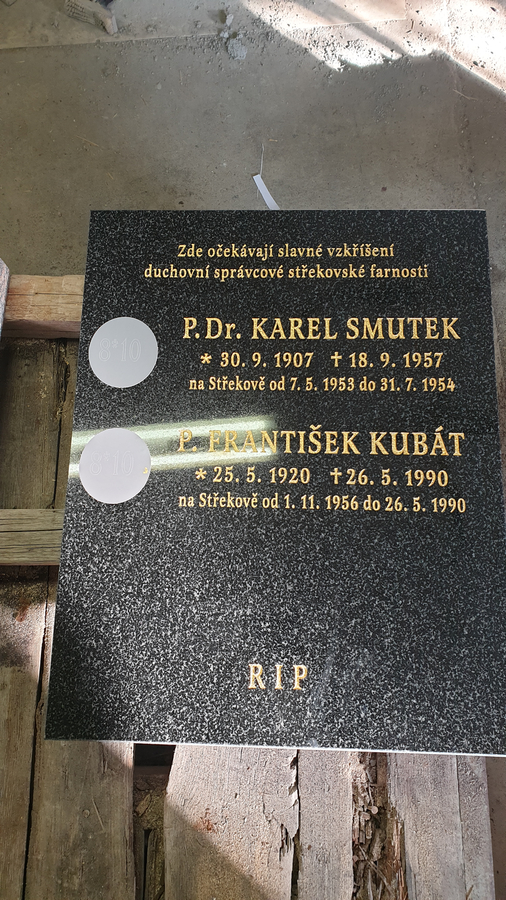 Zde očekávají slavné vzkříšení
duchovní správcové střekovské farnosti
P.Dr. KAREL SMUTEK
* 30. 9. 1907 ✝ 18. 9. 1957
na Střekově od 7. 5. 1953 do 31. 7. 1954
P. FRANTIŠEK KUBÁT
* 25. 5. 1920 ✝ 26. 5. 1990
na Střekově od 1. 11. 1956 do 26. 5. 1990
RIP